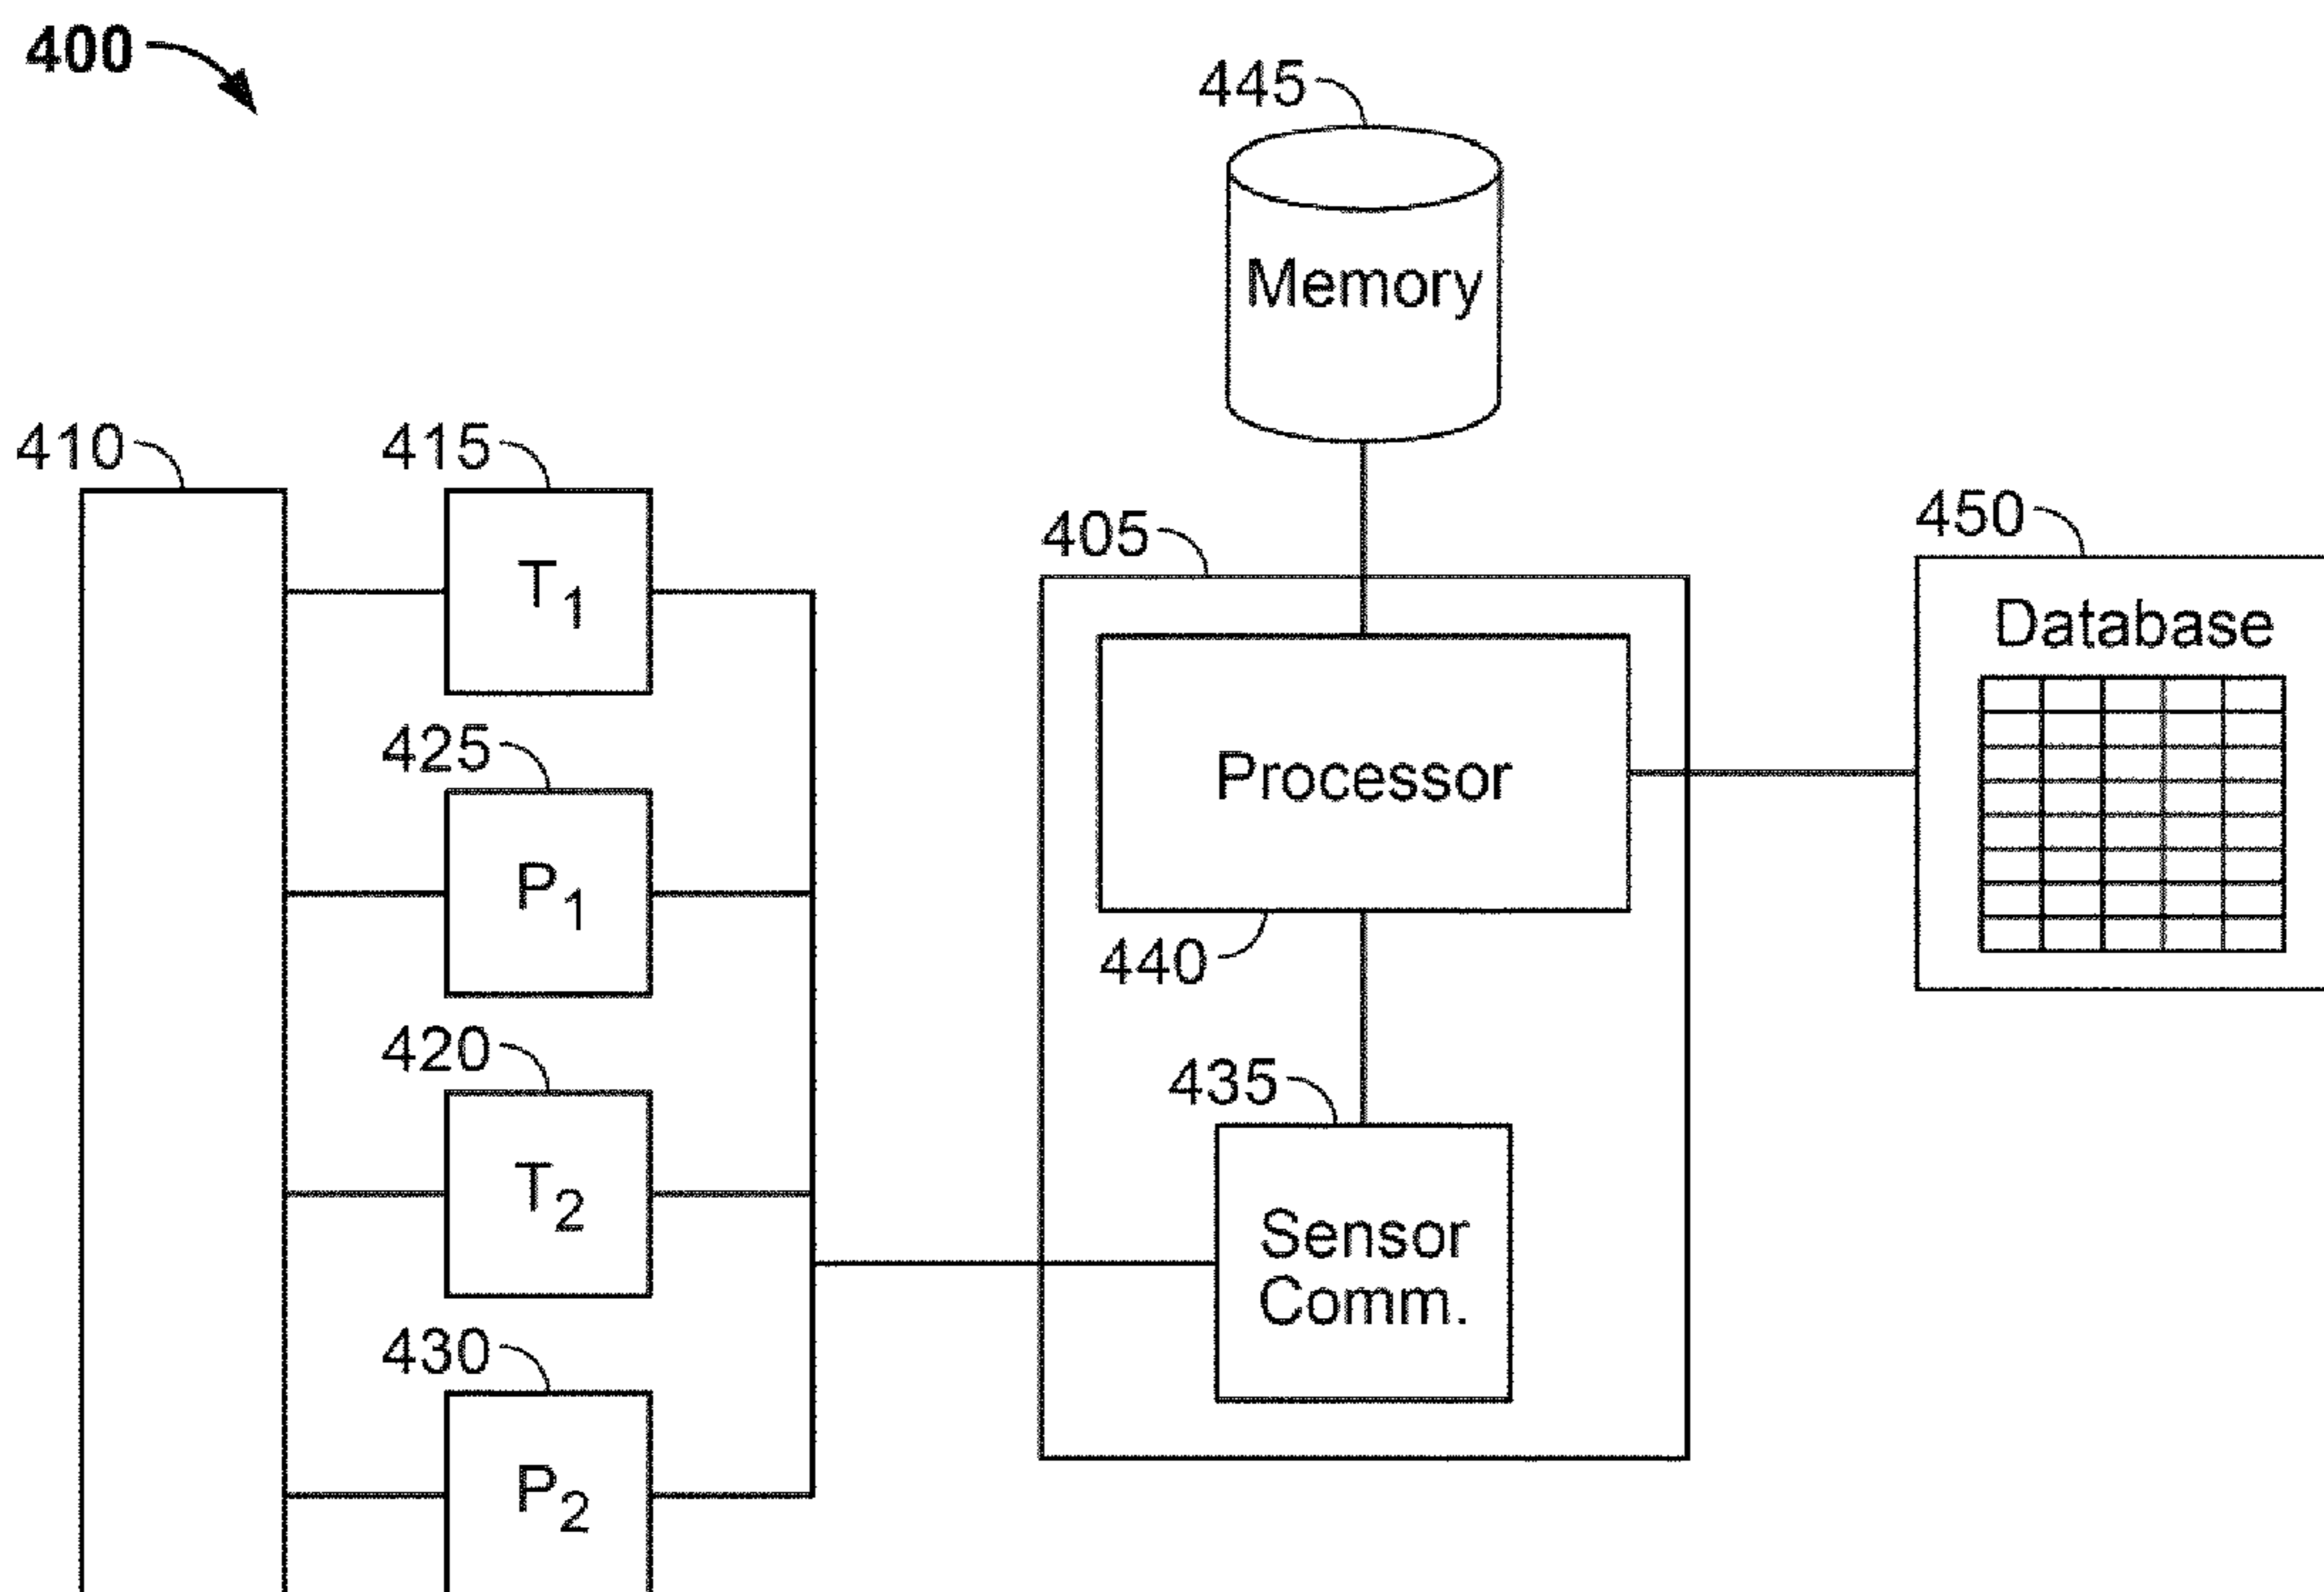 400
445
Memory
410
415
T1
405
450
Database
425
P1
Processor
440
420
T2
435
Sensor
Comm.
430
P2